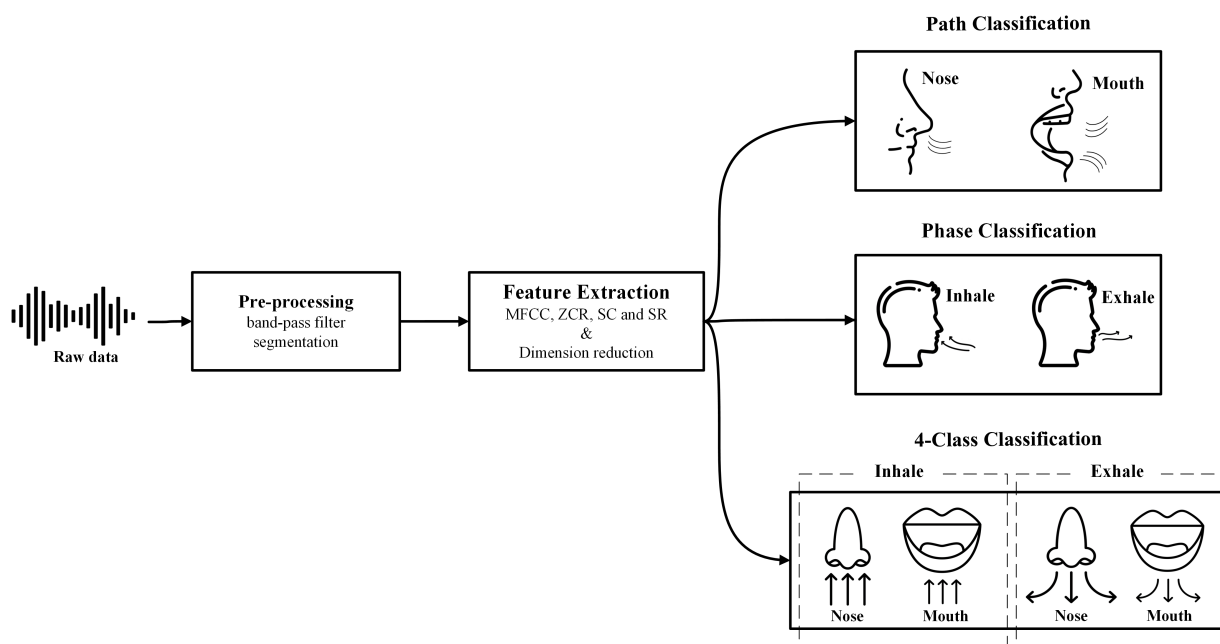 Raw data
Pre-processing
band-pass filter
segmentation
Feature Extraction
MFCC, ZCR, SC and SR
&
Dimension reduction
Path Classification
Nose
Mouth
Phase Classification
Inhale
Exhale
4-Class Classification
Inhale
Exhale
Nose
Mouth
Nose
Mouth